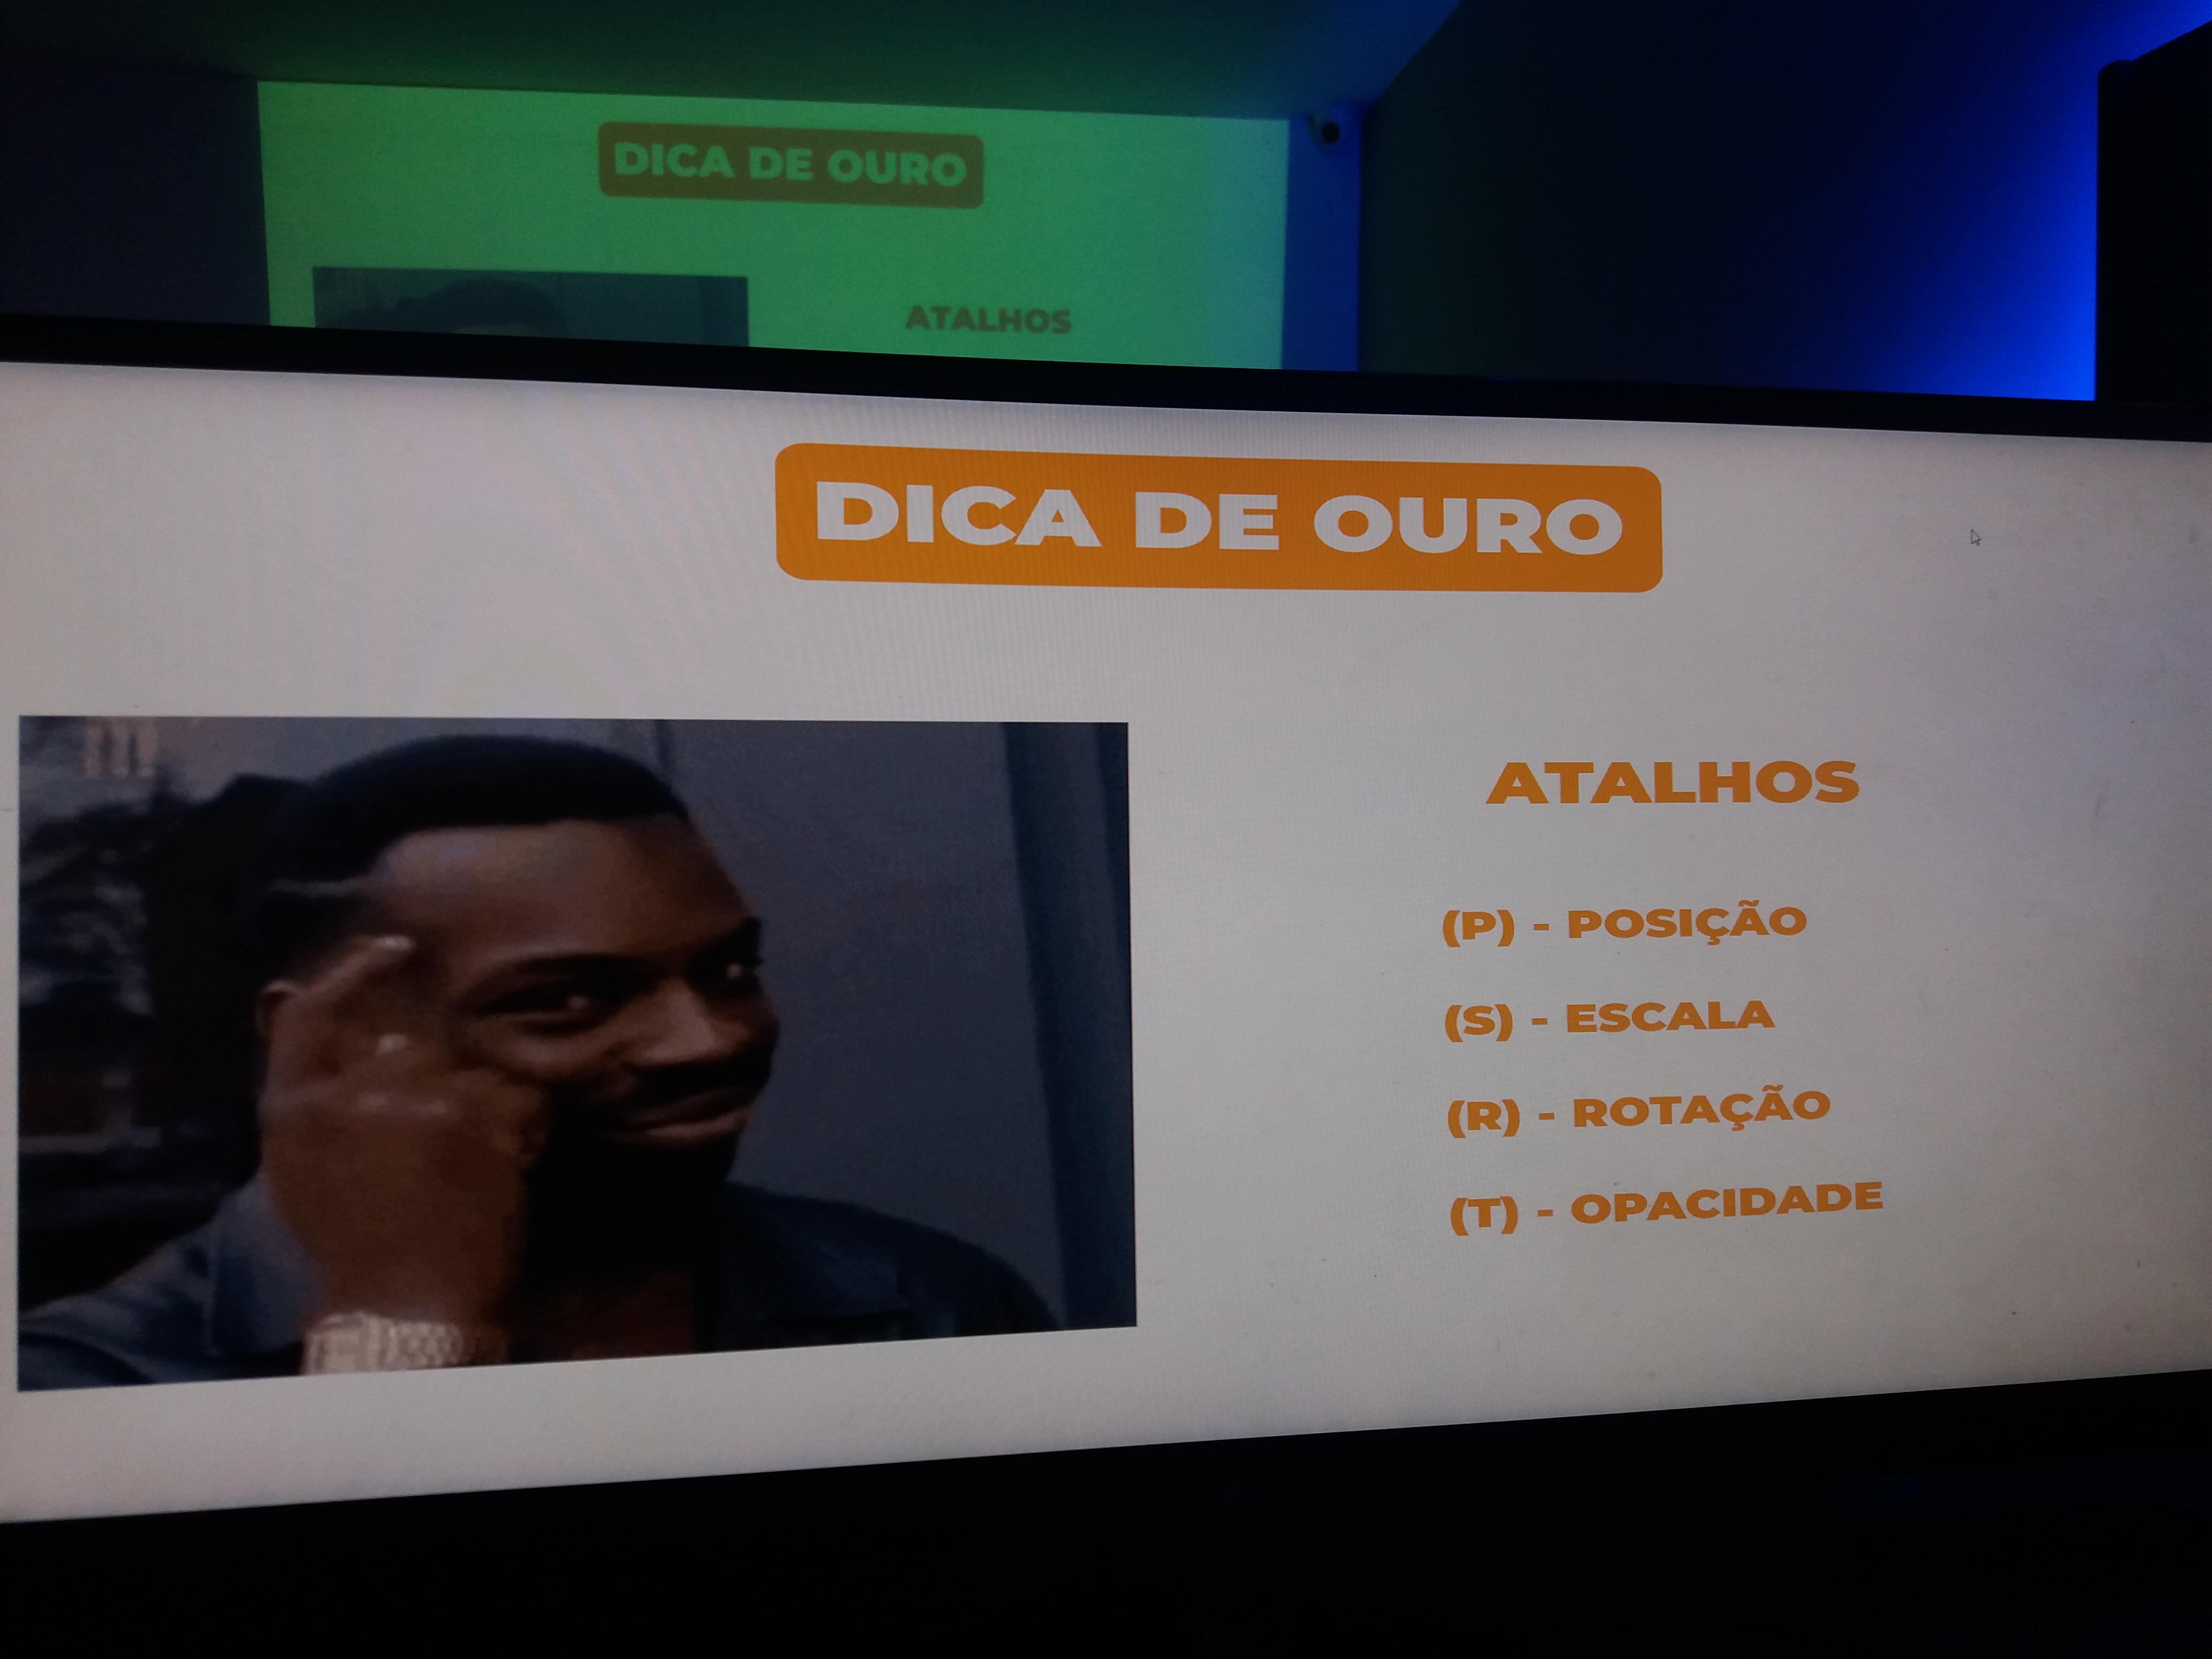 DICA DE OURO
ATALHOS
DICA DE OURO
ATALHOS
(P) - POSIÇÃO
(S) - ESCALA
(R) - ROTAÇÃO
(T) - OPACIDADE